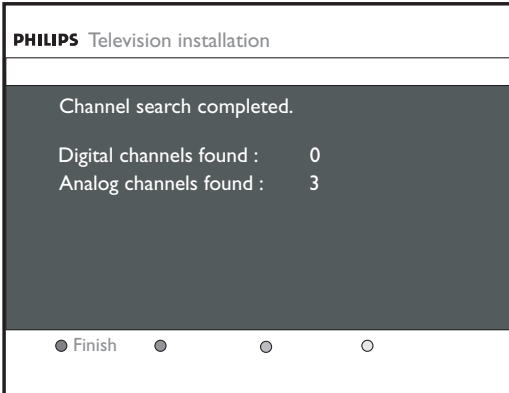 PHILIPS Television installation
Channel search completed.
Digital channels found : 0
Analog channels found : 3
Finish